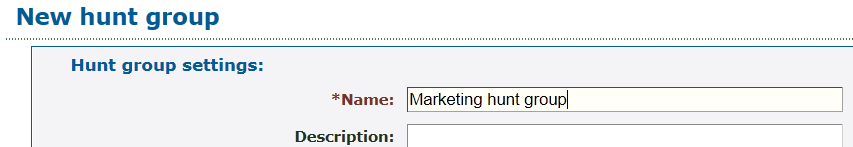 New hunt group
Hunt group settings:
*Name: Marketing hunt group
Description: